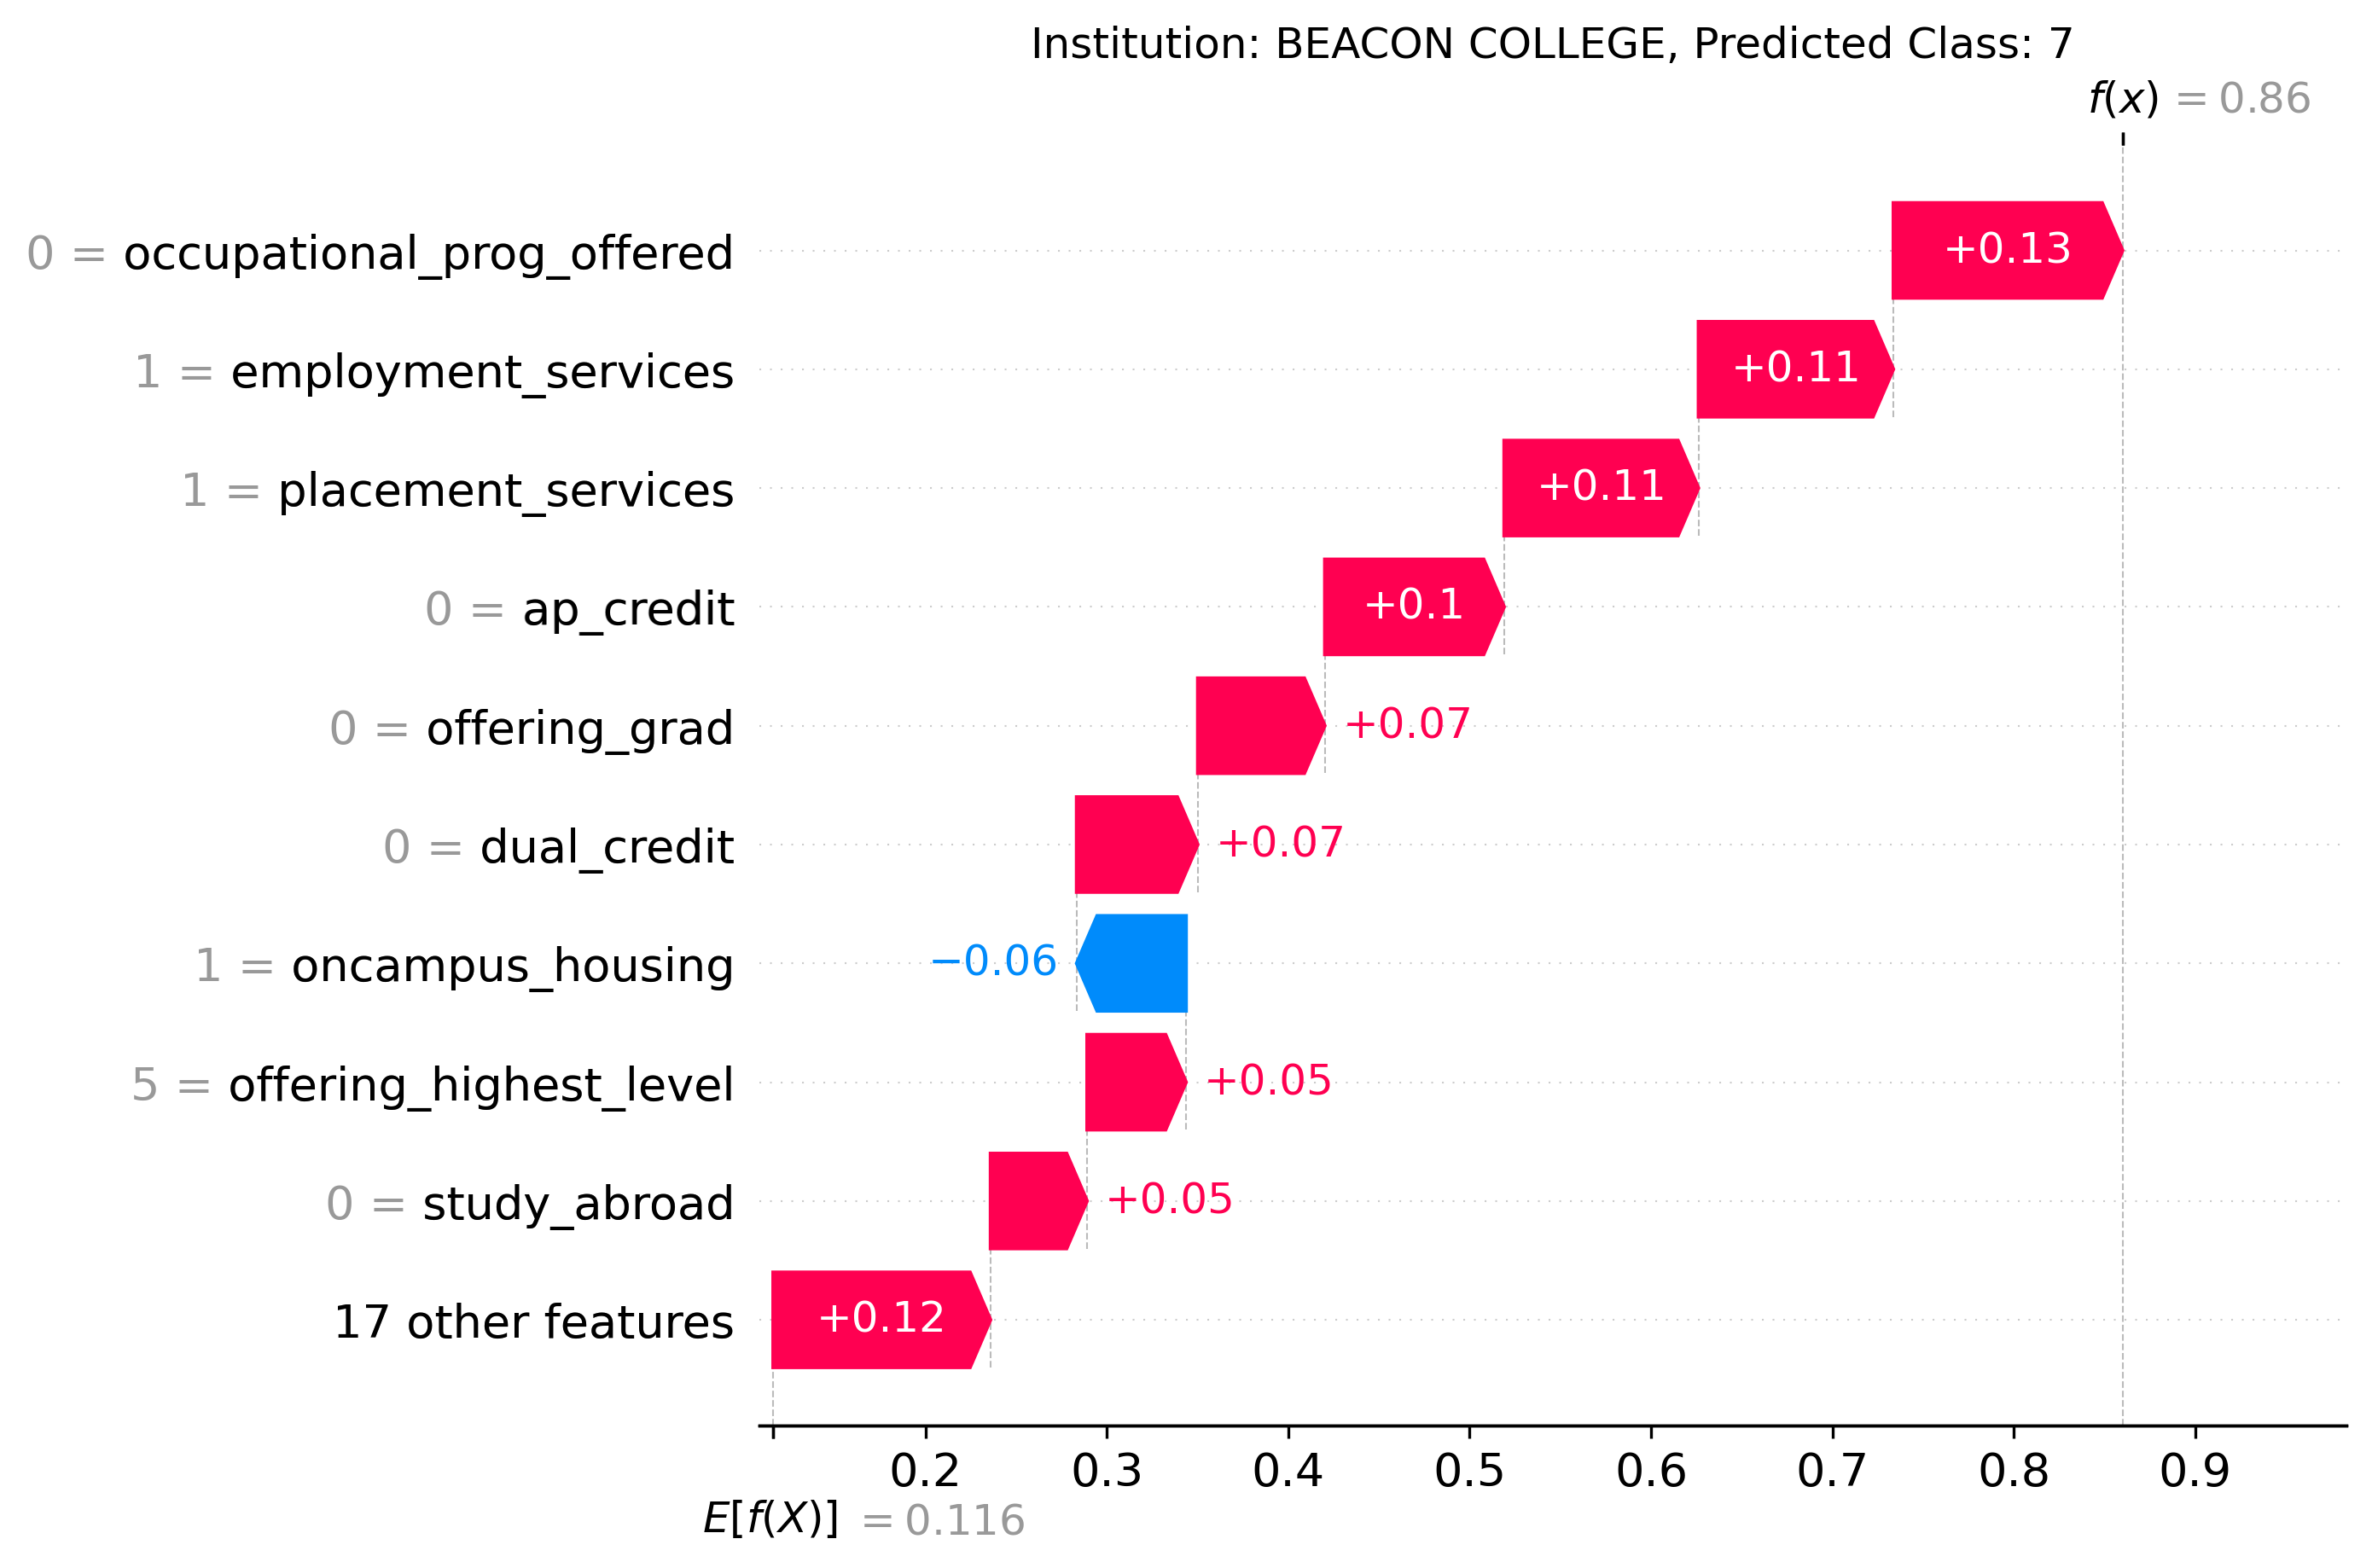 Institution: BEACON COLLEGE, Predicted Class: 7
f(x) = 0.86
0 = occupational_prog_offered +0.13
1 = employment_services +0.11
1 = placement_services +0.11
0 = ap_credit +0.1
0 = offering_grad +0.07
0 = dual_credit +0.07
1 = oncampus_housing −0.06
5 = offering_highest_level +0.05
0 = study_abroad +0.05
17 other features +0.12
0.2 0.3 0.4 0.5 0.6 0.7 0.8 0.9
E[f(X)] = 0.116